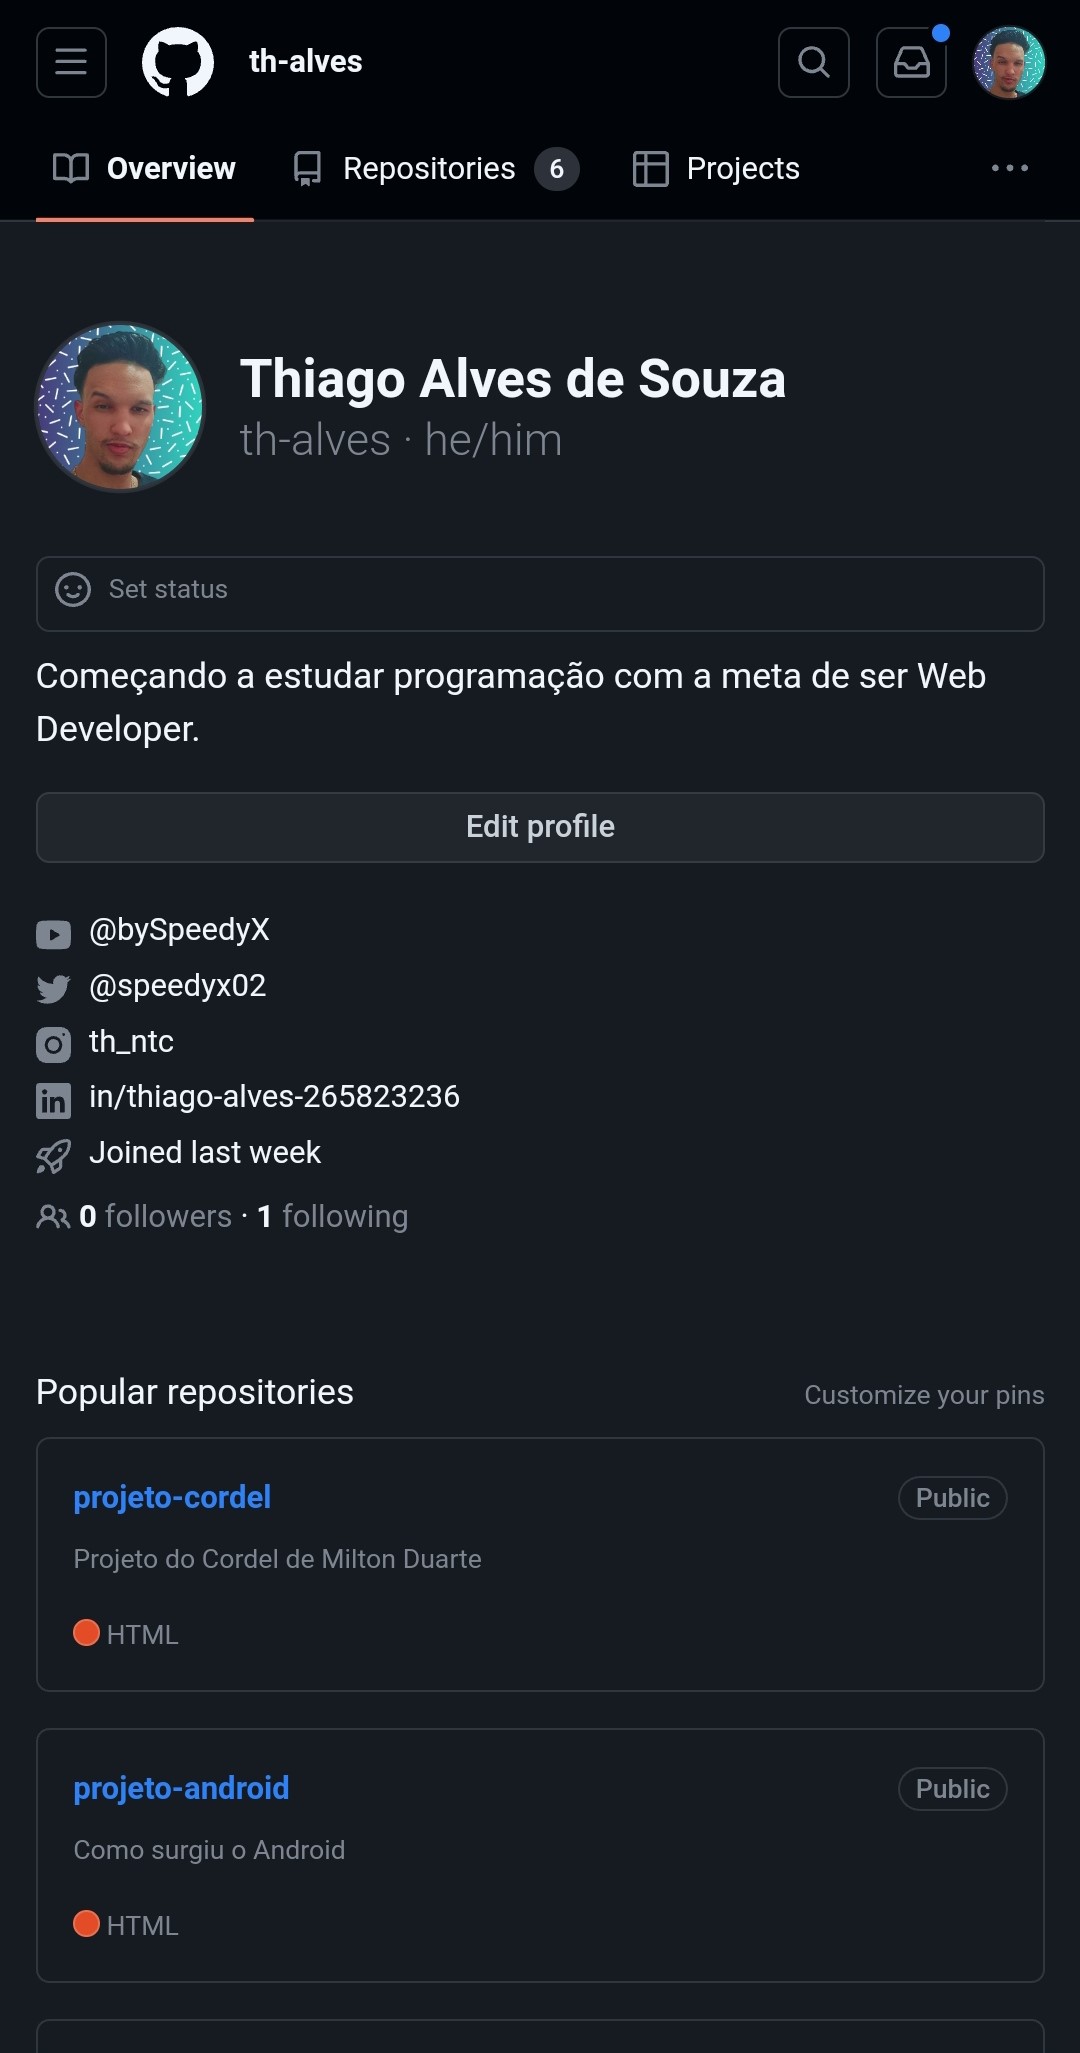 th-alves
Overview
Repositories 6
Projects
Thiago Alves de Souza
th-alves · he/him
Set status
Começando a estudar programação com a meta de ser Web
Developer.
Edit profile
@bySpeedyX
@speedyx02
th_ntc
in/thiago-alves-265823236
Joined last week
0 followers · 1 following
Popular repositories
Customize your pins
projeto-cordel
Public
Projeto do Cordel de Milton Duarte
HTML
projeto-android
Public
Como surgiu o Android
HTML